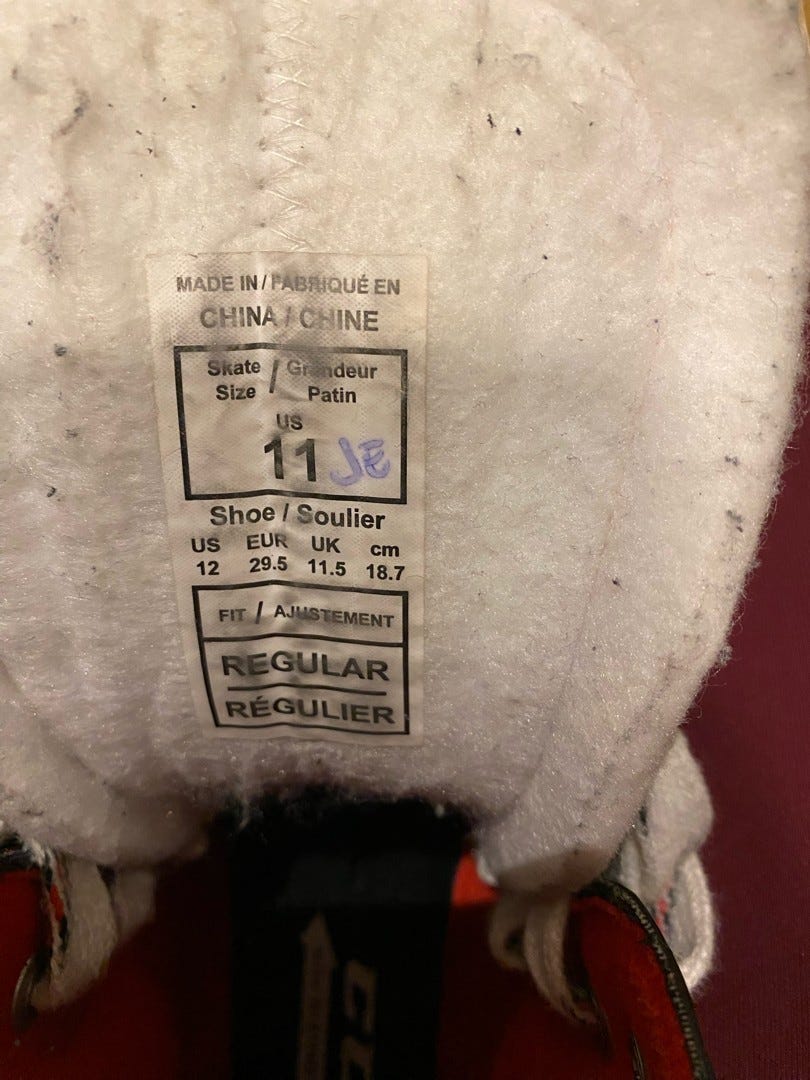 MADE IN / FABRIQUÉ EN
CHINA / CHINE
Skate Size / Grandeur Patin
US
11 JE
Shoe / Soulier
US EUR UK cm
12 29.5 11.5 18.7
FIT / AJUSTEMENT
REGULAR
RÉGULIER